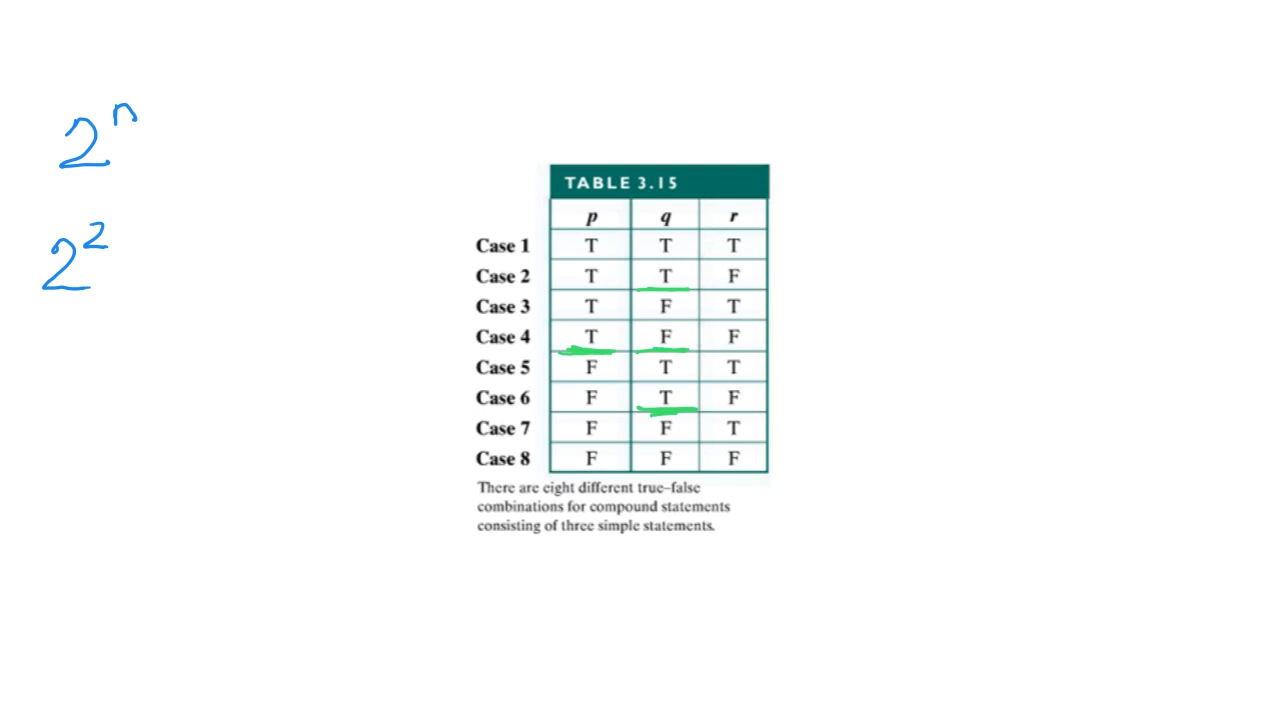 2^n
2^2
TABLE 3.15
p q r
Case 1 T T T
Case 2 T T F
Case 3 T F T
Case 4 T F F
Case 5 F T T
Case 6 F T F
Case 7 F F T
Case 8 F F F
There are eight different true–false
combinations for compound statements
consisting of three simple statements.